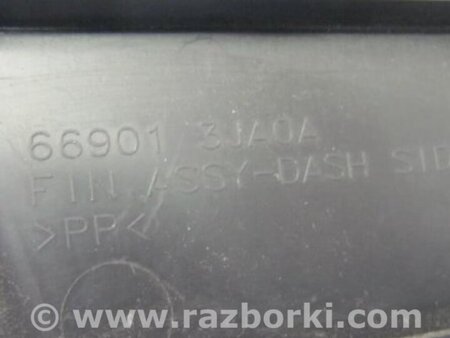 66901 3JA0A
FIN.ASSY-DASH SID
>PP<
www.razborki.com